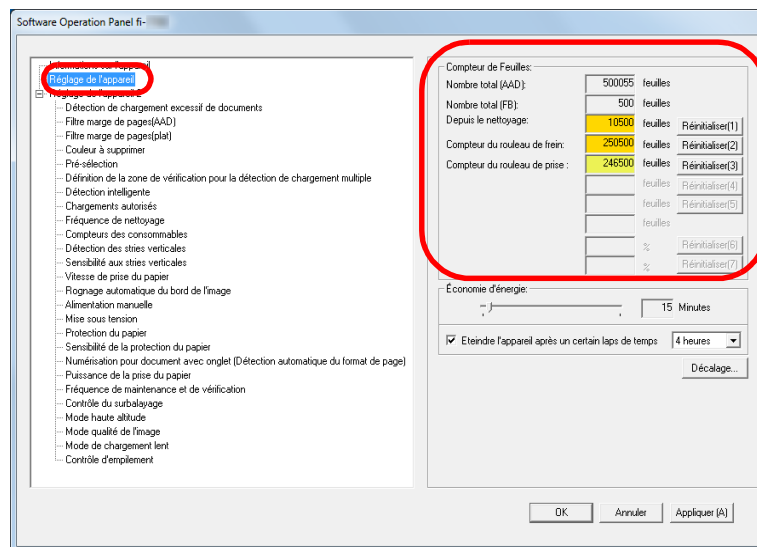 Software Operation Panel fi-
Informations sur l'appareil
Réglage de l'appareil
Réglage de l'appareil 2
Détection de chargement excessif de documents
Filtre marge de pages(AAD)
Filtre marge de pages(plat)
Couleur à supprimer
Pré-sélection
Définition de la zone de vérification pour la détection de chargement multiple
Détection intelligente
Chargements autorisés
Fréquence de nettoyage
Compteurs des consommables
Détection des stries verticales
Sensibilité aux stries verticales
Vitesse de prise du papier
Rognage automatique du bord de l'image
Alimentation manuelle
Mise sous tension
Protection du papier
Sensibilité de la protection du papier
Numérisation pour document avec onglet (Détection automatique du format de page)
Puissance de la prise du papier
Fréquence de maintenance et de vérification
Contrôle du surbalayage
Mode haute altitude
Mode qualité de l'image
Mode de chargement lent
Contrôle d'empilement
Compteur de Feuilles:
Nombre total (AAD): 500055 feuilles
Nombre total (FB): 500 feuilles
Depuis le nettoyage: 10500 feuilles Réinitialiser(1)
Compteur du rouleau de frein: 250500 feuilles Réinitialiser(2)
Compteur du rouleau de prise : 246500 feuilles Réinitialiser(3)
feuilles Réinitialiser(4)
feuilles Réinitialiser(5)
feuilles
% Réinitialiser(6)
% Réinitialiser(7)
Économie d'énergie:
15 Minutes
Eteindre l'appareil après un certain laps de temps 4 heures
Décalage...
OK Annuler Appliquer (A)